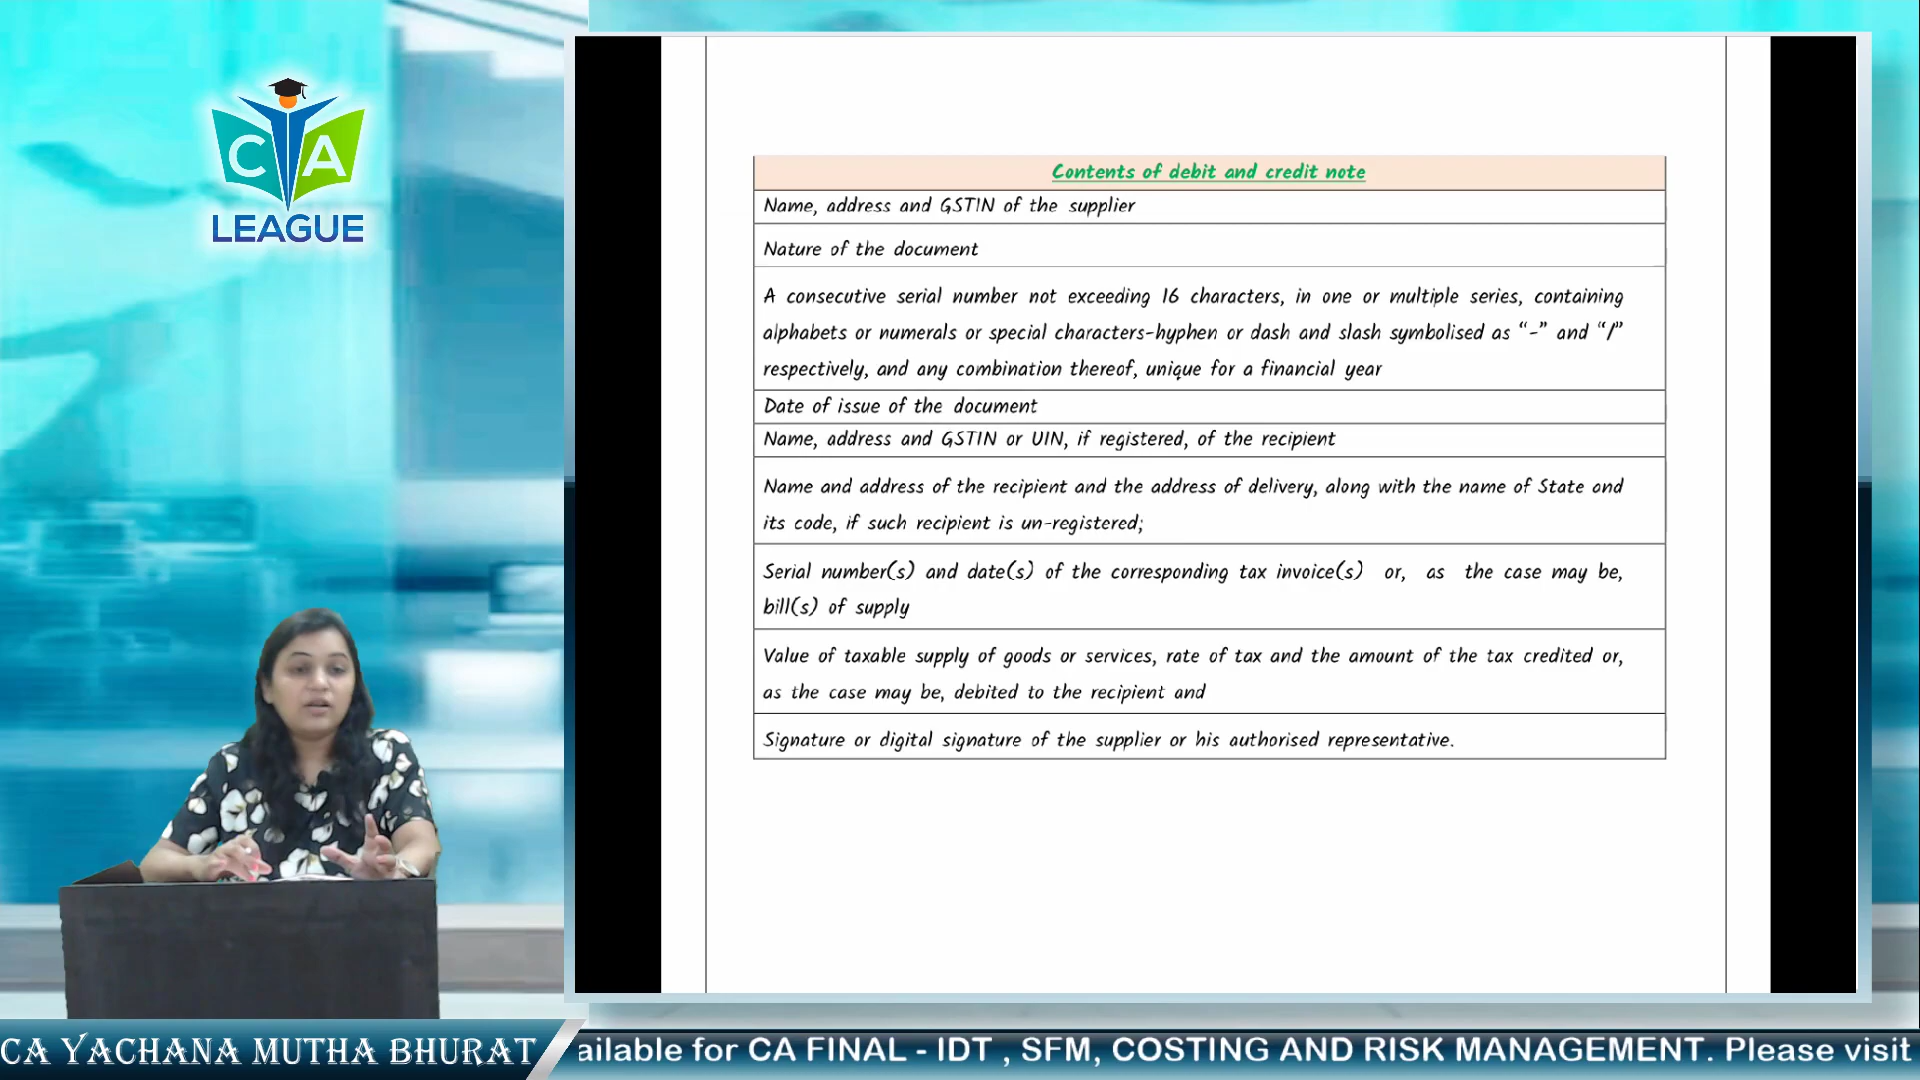 C A
LEAGUE
Contents of debit and credit note
Name, address and GSTIN of the supplier
Nature of the document
A consecutive serial number not exceeding 16 characters, in one or multiple series, containing
alphabets or numerals or special characters-hyphen or dash and slash symbolised as “-” and “/”
respectively, and any combination thereof, unique for a financial year
Date of issue of the document
Name, address and GSTIN or UIN, if registered, of the recipient
Name and address of the recipient and the address of delivery, along with the name of State and
its code, if such recipient is un-registered;
Serial number(s) and date(s) of the corresponding tax invoice(s) or, as the case may be,
bill(s) of supply
Value of taxable supply of goods or services, rate of tax and the amount of the tax credited or,
as the case may be, debited to the recipient and
Signature or digital signature of the supplier or his authorised representative.
CA YACHANA MUTHA BHURAT
ailable for CA FINAL - IDT , SFM, COSTING AND RISK MANAGEMENT. Please visit